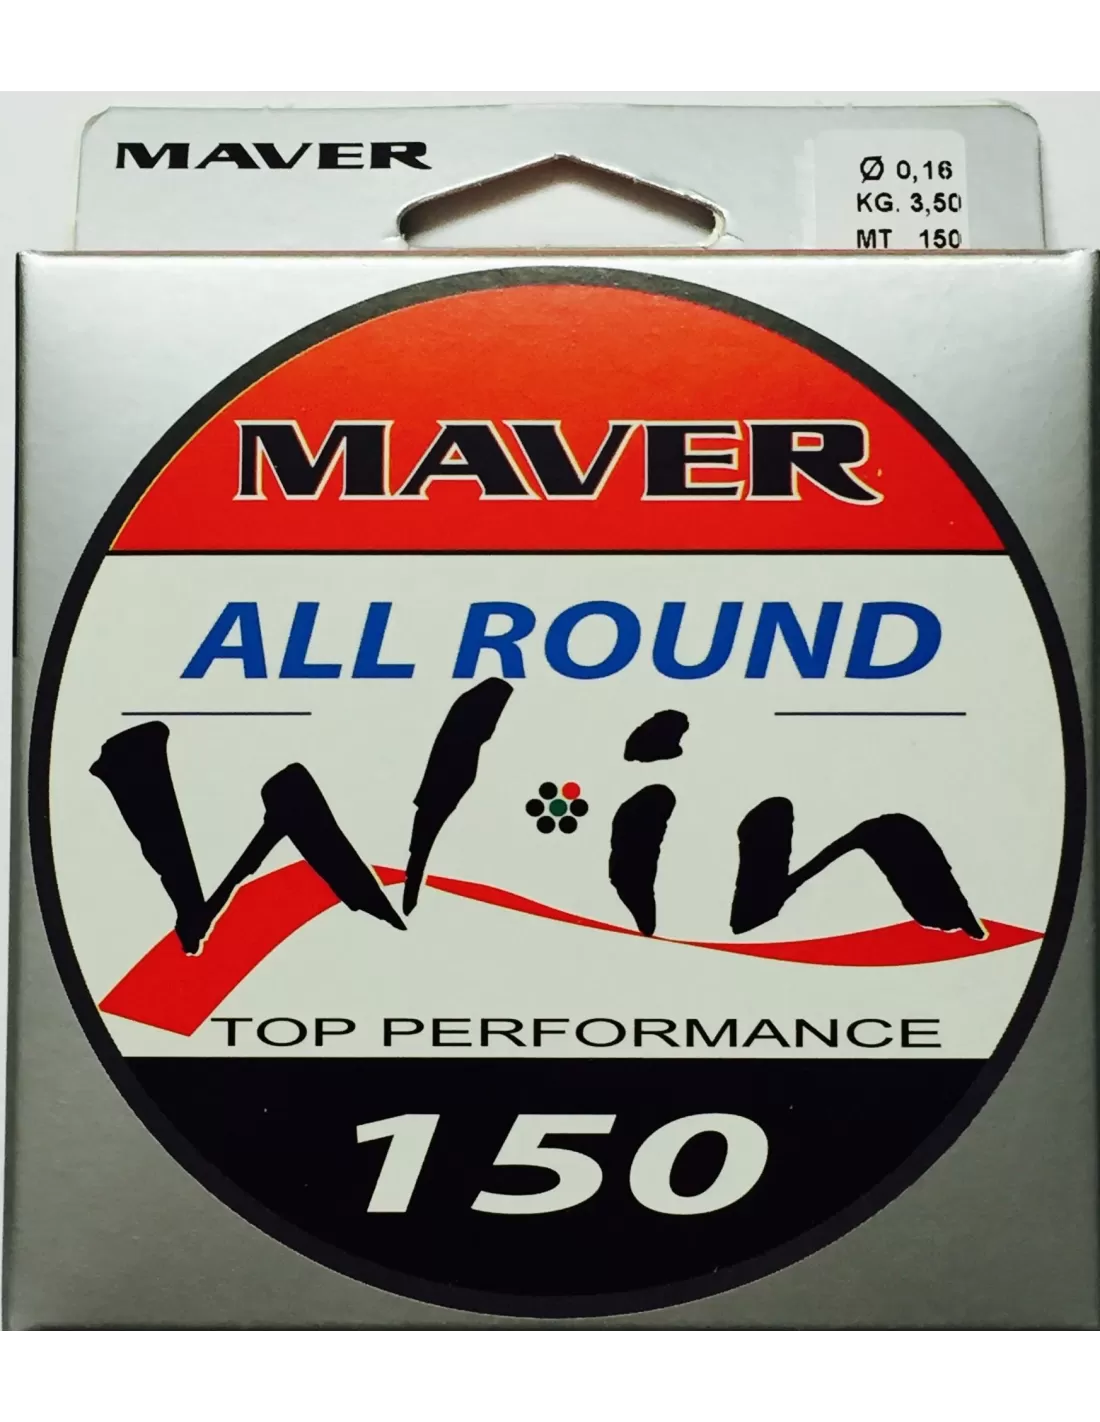 MAVER
Ø 0,16
KG. 3,50
MT 150
MAVER
ALL ROUND
Win
TOP PERFORMANCE
150